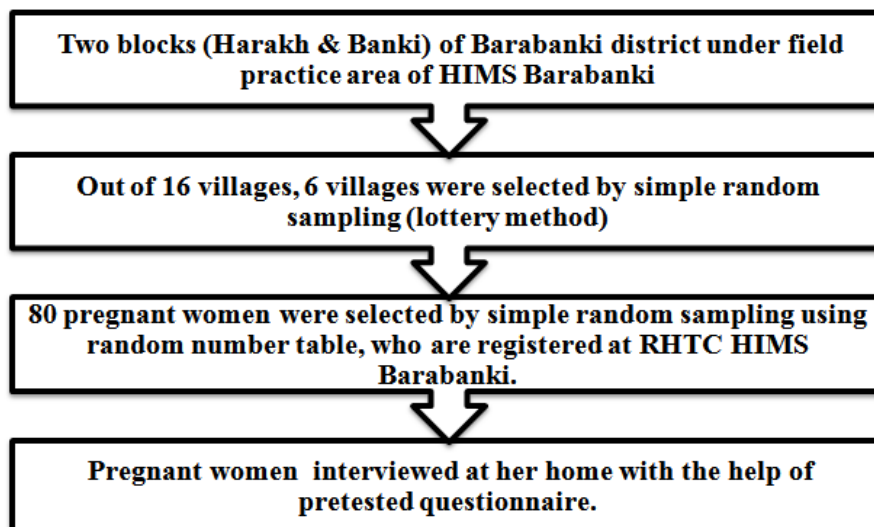 Two blocks (Harakh & Banki) of Barabanki district under field
practice area of HIMS Barabanki
Out of 16 villages, 6 villages were selected by simple random
sampling (lottery method)
80 pregnant women were selected by simple random sampling using
random number table, who are registered at RHTC HIMS
Barabanki.
Pregnant women interviewed at her home with the help of
pretested questionnaire.